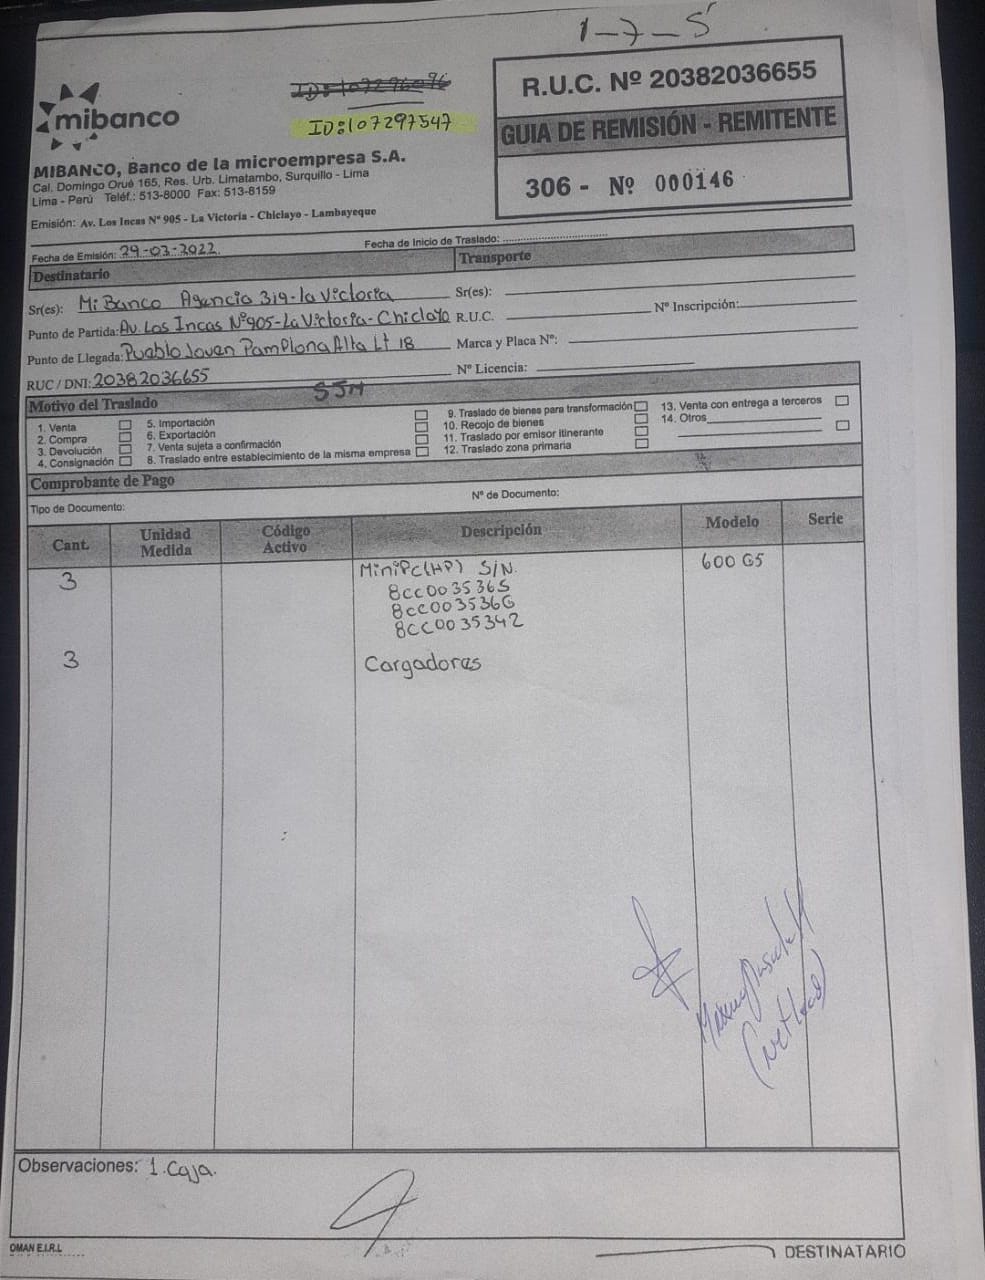 1-7-5
R.U.C. Nº 20382036655
GUIA DE REMISIÓN - REMITENTE
306 - Nº 000146
mibanco
ID:107297547
MIBANCO, Banco de la microempresa S.A.
Cal. Domingo Orué 165, Res. Urb. Limatambo, Surquillo - Lima
Lima - Perú Teléf.: 513-8000 Fax: 513-8159
Emisión: Av. Los Incas Nº 905 - La Victoria - Chiclayo - Lambayeque
Fecha de Emisión: 29-03-2022 Fecha de Inicio de Traslado:
Destinatario Transporte
Sr(es): Mi Banco Agencia 319-la Victoria Sr(es):
Punto de Partida: Av. Los Incas Nº905-La Victoria-Chiclayo R.U.C. Nº Inscripción:
Punto de Llegada: Pueblo Joven Pamplona Alta Lt 18 Marca y Placa Nº:
RUC / DNI: 20382036655 Nº Licencia:
SJM
Motivo del Traslado
1. Venta 5. Importación 9. Traslado de bienes para transformación 13. Venta con entrega a terceros
2. Compra 6. Exportación 10. Recojo de bienes 14. Otros
3. Devolución 7. Venta sujeta a confirmación 11. Traslado por emisor itinerante
4. Consignación 8. Traslado entre establecimiento de la misma empresa 12. Traslado zona primaria
Comprobante de Pago
Tipo de Documento: Nº de Documento:
Cant. Unidad Medida Código Activo Descripción Modelo Serie
3 MiniPc(HP) S/N. 600 G5
8CC003536S
8CC003536G
8CC0035342
3 Cargadores
Observaciones: 1 Caja.
OMAN E.I.R.L
DESTINATARIO